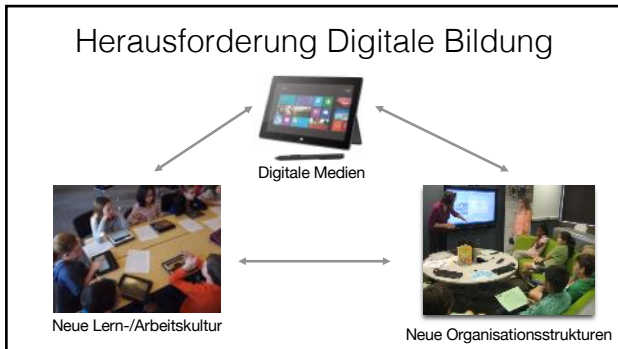 Herausforderung Digitale Bildung
Digitale Medien
Neue Lern-/Arbeitskultur
Neue Organisationsstrukturen